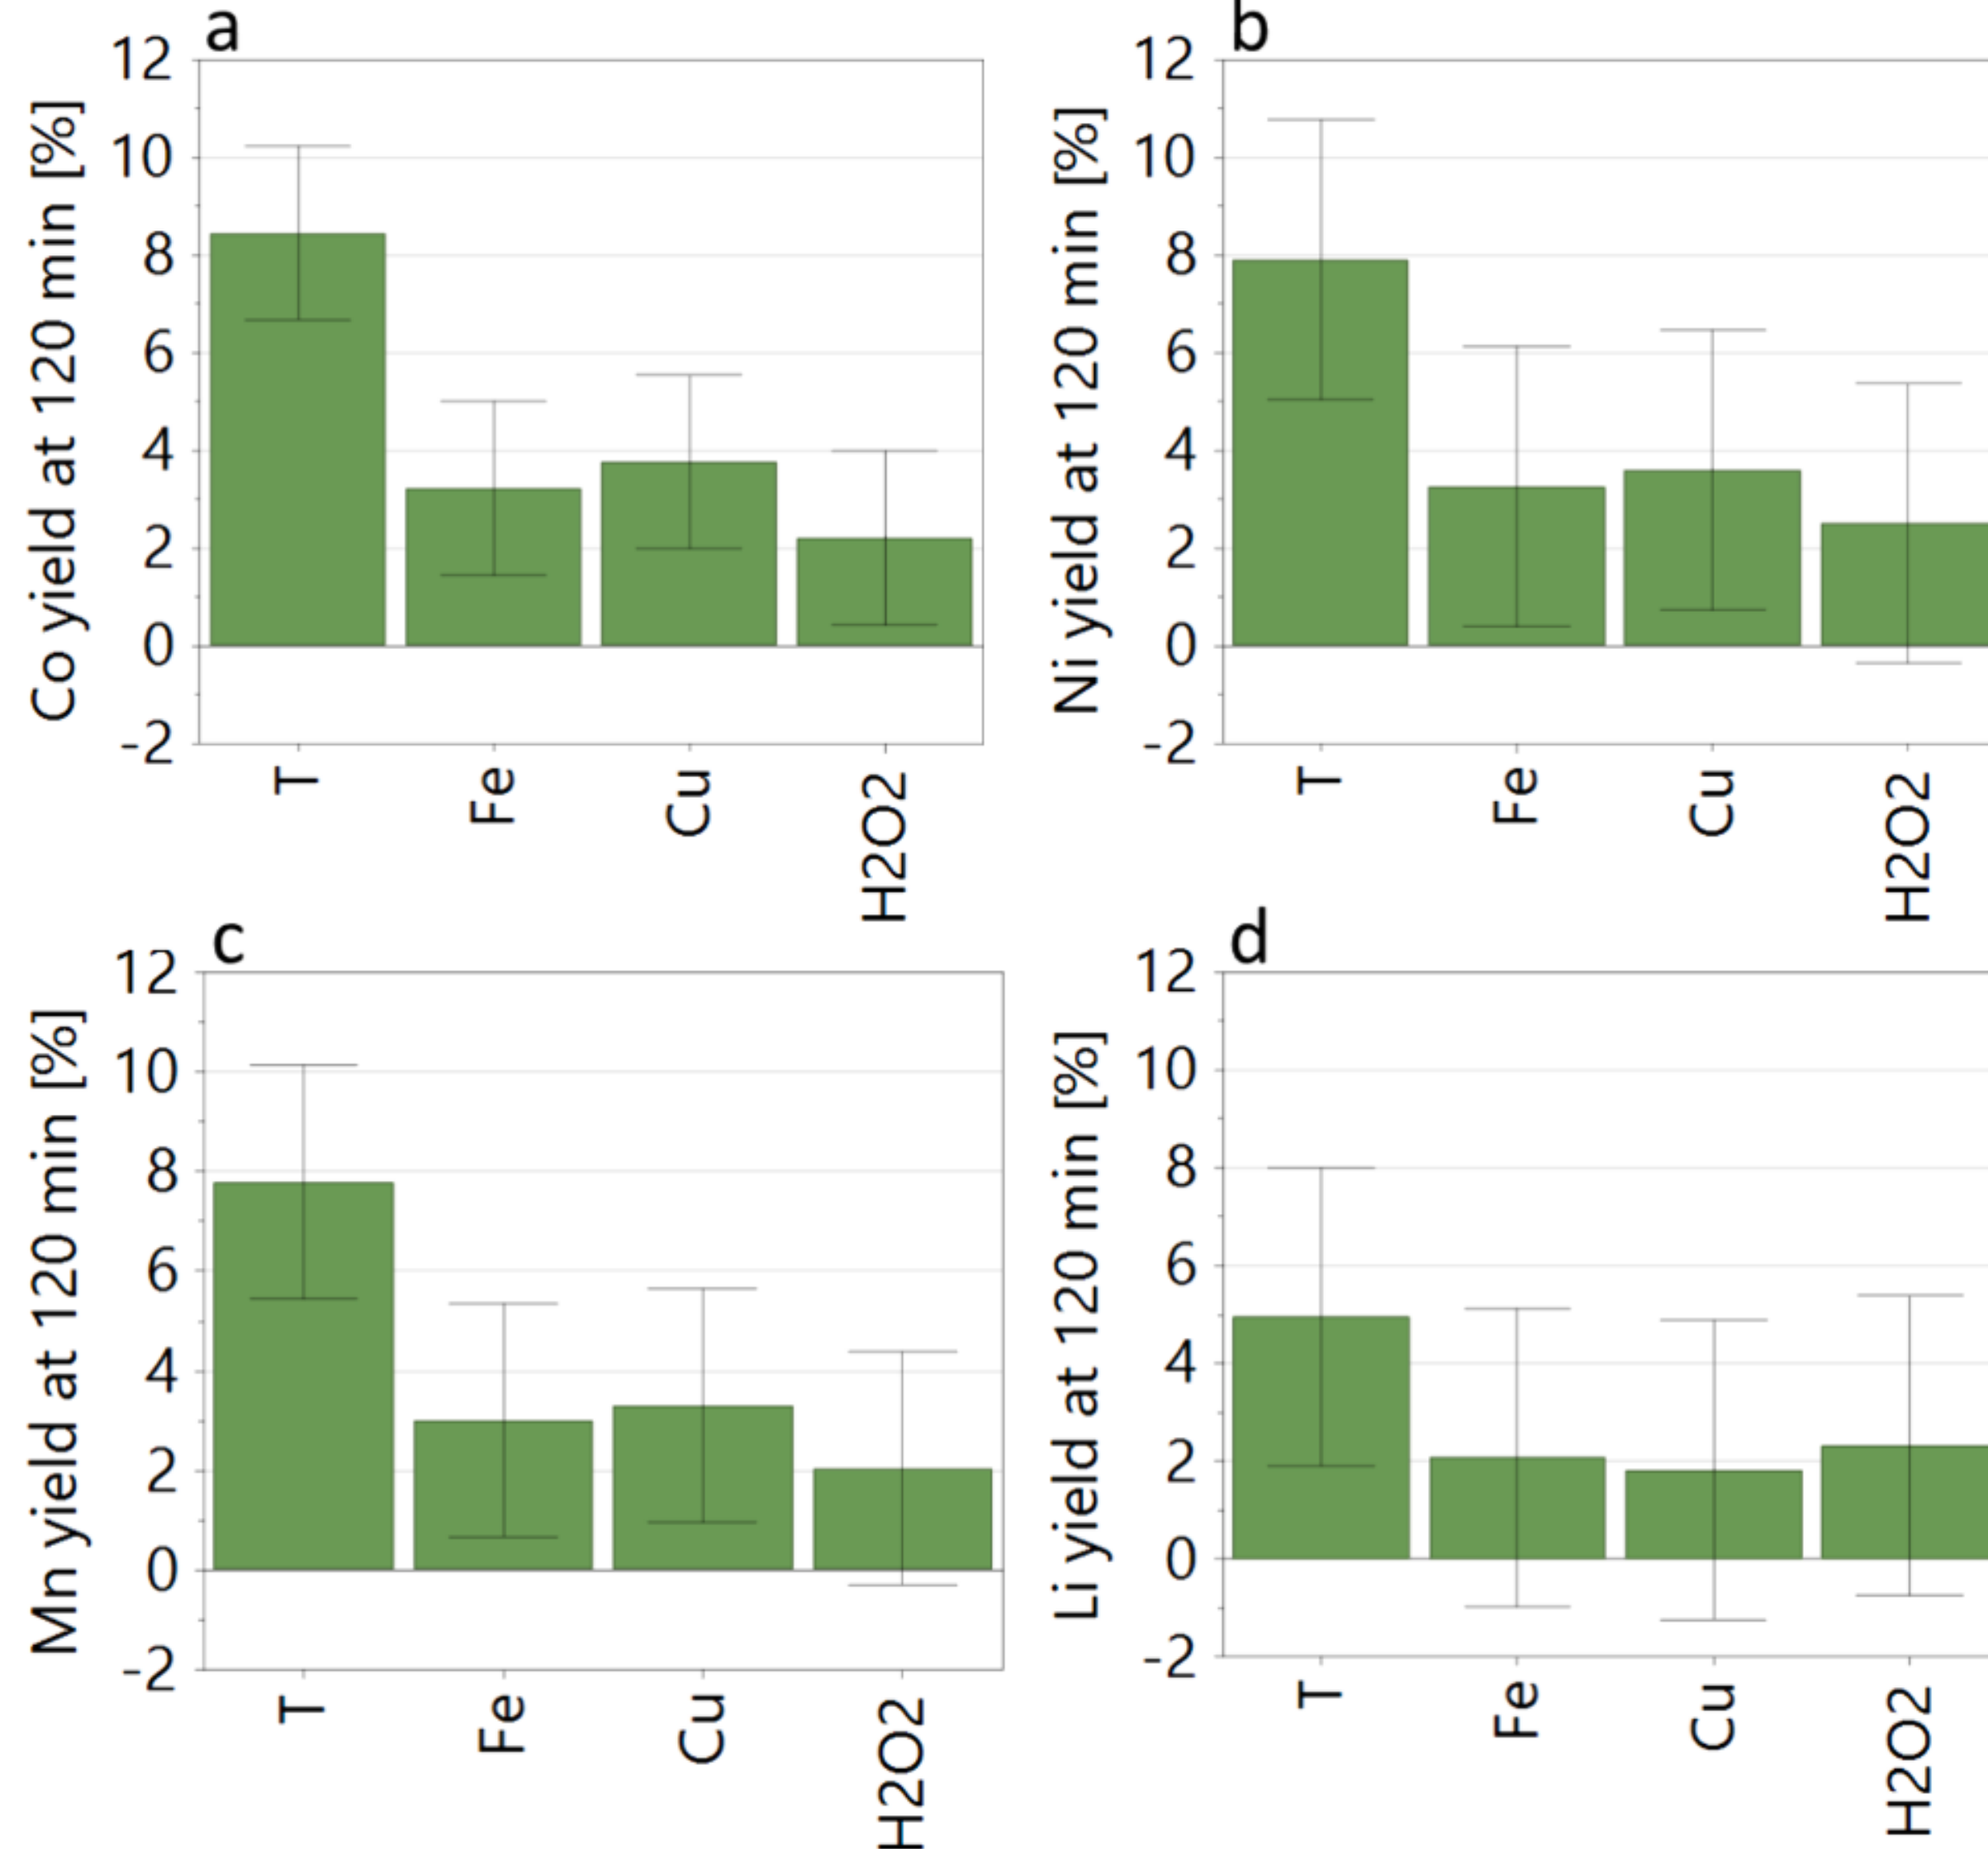 a
Co yield at 120 min [%]
12
10
8
6
4
2
0
-2
T
Fe
Cu
H2O2
b
Ni yield at 120 min [%]
12
10
8
6
4
2
0
-2
T
Fe
Cu
H2O2
c
Mn yield at 120 min [%]
12
10
8
6
4
2
0
-2
T
Fe
Cu
H2O2
d
Li yield at 120 min [%]
12
10
8
6
4
2
0
-2
T
Fe
Cu
H2O2